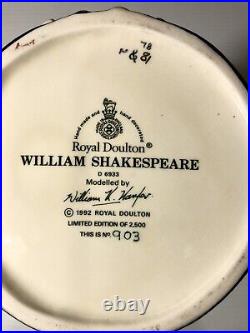 78
Hand made and hand decorated
Royal Doulton®
WILLIAM SHAKESPEARE
D 6933
Modelled by
William K. Harper
© 1992 ROYAL DOULTON
LIMITED EDITION OF 2,500
THIS IS Nº 903